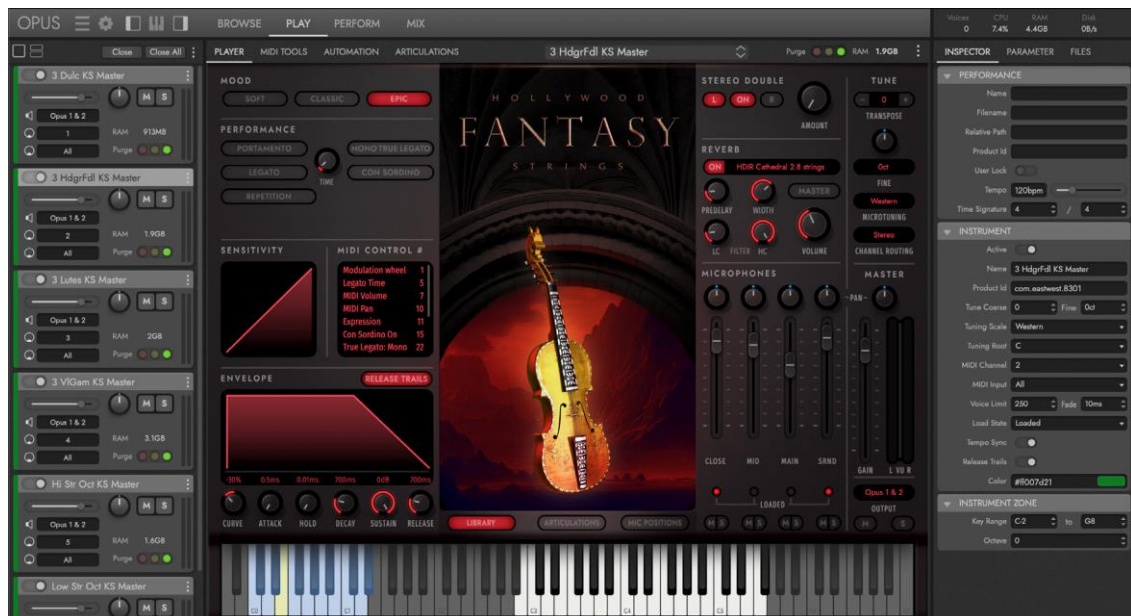 OPUS
BROWSE PLAY PERFORM MIX
Voices CPU RAM Disk
0 7.4% 4.4GB 0B/s
Close Close All
PLAYER MIDI TOOLS AUTOMATION ARTICULATIONS
3 HdgrFdl KS Master
Purge RAM 1.9GB
INSPECTOR PARAMETER FILES
3 Dulc KS Master
M S
Opus 1 & 2
1 RAM 913MB
All Purge
3 HdgrFdl KS Master
M S
Opus 1 & 2
2 RAM 1.9GB
All Purge
3 Lutes KS Master
M S
Opus 1 & 2
3 RAM 2GB
All Purge
3 VlGam KS Master
M S
Opus 1 & 2
4 RAM 3.1GB
All Purge
Hi Str Oct KS Master
M S
Opus 1 & 2
5 RAM 1.6GB
All Purge
Low Str Oct KS Master
M S
MOOD
SOFT CLASSIC EPIC
PERFORMANCE
PORTAMENTO MONO TRUE LEGATO
LEGATO TIME CON SORDINO
REPETITION
SENSITIVITY
MIDI CONTROL #
Modulation wheel 1
Legato Time 5
MIDI Volume 7
MIDI Pan 10
Expression 11
Con Sordino On 15
True Legato: Mono 22
ENVELOPE RELEASE TRAILS
-30% 0.5ms 0.01ms 700ms 0dB 700ms
CURVE ATTACK HOLD DECAY SUSTAIN RELEASE
HOLLYWOOD
FANTASY
STRINGS
LIBRARY ARTICULATIONS MIC POSITIONS
STEREO DOUBLE
L ON R
AMOUNT
REVERB
ON HDIR Cathedral 2.8 strings
MASTER
PREDELAY WIDTH
LC FILTER HC VOLUME
MICROPHONES
CLOSE MID MAIN SRND
LOADED
M S M S M S M S
TUNE
- 0 +
TRANSPOSE
0ct
FINE
Western
MICROTUNING
Stereo
CHANNEL ROUTING
MASTER
-PAN-
GAIN L VU R
Opus 1 & 2
OUTPUT
M S
C0 C1 C3 C4 C5
PERFORMANCE
Name
Filename
Relative Path
Product Id
User Lock
Tempo 120bpm
Time Signature 4 / 4
INSTRUMENT
Active
Name 3 HdgrFdl KS Master
Product Id com.eastwest.8301
Tune Coarse 0 Fine 0ct
Tuning Scale Western
Tuning Root C
MIDI Channel 2
MIDI Input All
Voice Limit 250 Fade 10ms
Load State Loaded
Tempo Sync
Release Trails
Color #ff007d21
INSTRUMENT ZONE
Key Range C-2 to G8
Octave 0